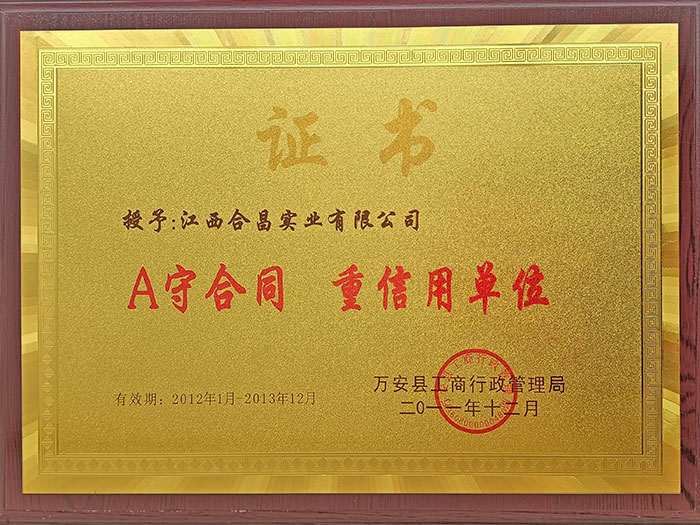 证书
授予:江西合昌实业有限公司
A守合同 重信用单位
万安县工商行政管理局
有效期：2012年1月-2013年12月
二0一一年十二月